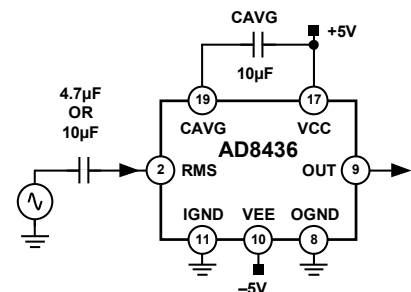 CAVG
+5V
10µF
4.7µF
OR
10µF
19
17
CAVG
VCC
AD8436
2
RMS
OUT
9
IGND
VEE
OGND
11
10
8
–5V